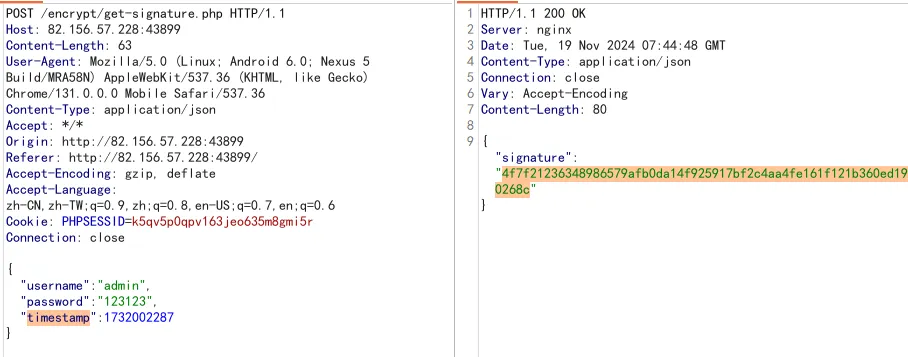 POST /encrypt/get-signature.php HTTP/1.1
Host: 82.156.57.228:43899
Content-Length: 63
User-Agent: Mozilla/5.0 (Linux; Android 6.0; Nexus 5
Build/MRA58N) AppleWebKit/537.36 (KHTML, like Gecko)
Chrome/131.0.0.0 Mobile Safari/537.36
Content-Type: application/json
Accept: */*
Origin: http://82.156.57.228:43899
Referer: http://82.156.57.228:43899/
Accept-Encoding: gzip, deflate
Accept-Language:
zh-CN,zh-TW;q=0.9,zh;q=0.8,en-US;q=0.7,en;q=0.6
Cookie: PHPSESSID=k5qv5p0qpv163jeo635m8gmi5r
Connection: close
{
"username":"admin",
"password":"123123",
"timestamp":1732002287
}
1 HTTP/1.1 200 OK
2 Server: nginx
3 Date: Tue, 19 Nov 2024 07:44:48 GMT
4 Content-Type: application/json
5 Connection: close
6 Vary: Accept-Encoding
7 Content-Length: 80
8
9 {
"signature":
"4f7f21236348986579afb0da14f925917bf2c4aa4fe161f121b360ed19
0268c"
}